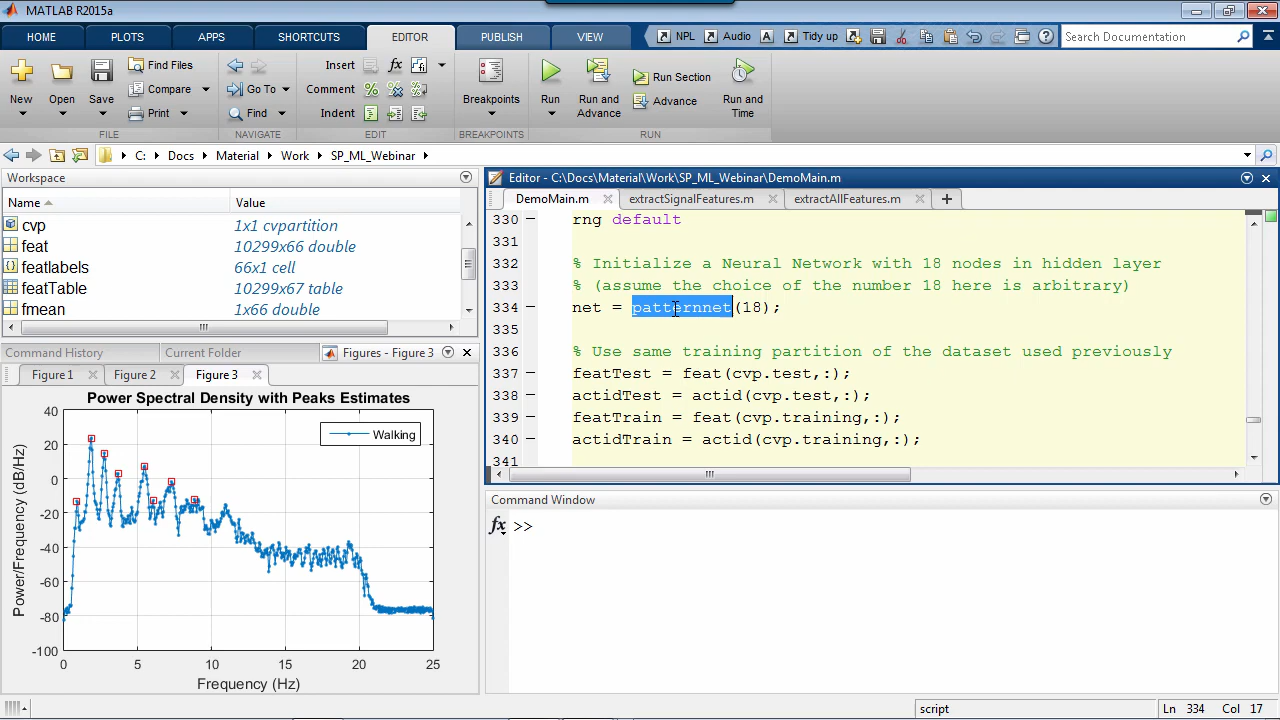 MATLAB R2015a
HOME PLOTS APPS SHORTCUTS EDITOR PUBLISH VIEW NPL Audio A Tidy up Search Documentation
New Open Save Find Files Compare Print Insert fx Comment % Indent Go To Find Breakpoints Run Run and Advance Run Section Advance Run and Time
FILE NAVIGATE EDIT BREAKPOINTS RUN
C: Docs Material Work SP_ML_Webinar
Workspace
Name Value
cvp 1x1 cvpartition
feat 10299x66 double
featlabels 66x1 cell
featTable 10299x67 table
fmean 1x66 double
Command History Current Folder Figures - Figure 3
Figure 1 Figure 2 Figure 3
Power Spectral Density with Peaks Estimates
Walking
Power/Frequency (dB/Hz)
40
20
0
-20
-40
-60
-80
-100
0 5 10 15 20 25
Frequency (Hz)
Editor - C:\Docs\Material\Work\SP_ML_Webinar\DemoMain.m
DemoMain.m extractSignalFeatures.m extractAllFeatures.m
330 rng default
331
332 % Initialize a Neural Network with 18 nodes in hidden layer
333 % (assume the choice of the number 18 here is arbitrary)
334 net = patternnet(18);
335
336 % Use same training partition of the dataset used previously
337 featTest = feat(cvp.test,:);
338 actidTest = actid(cvp.test,:);
339 featTrain = feat(cvp.training,:);
340 actidTrain = actid(cvp.training,:);
341
Command Window
fx >>
script Ln 334 Col 17